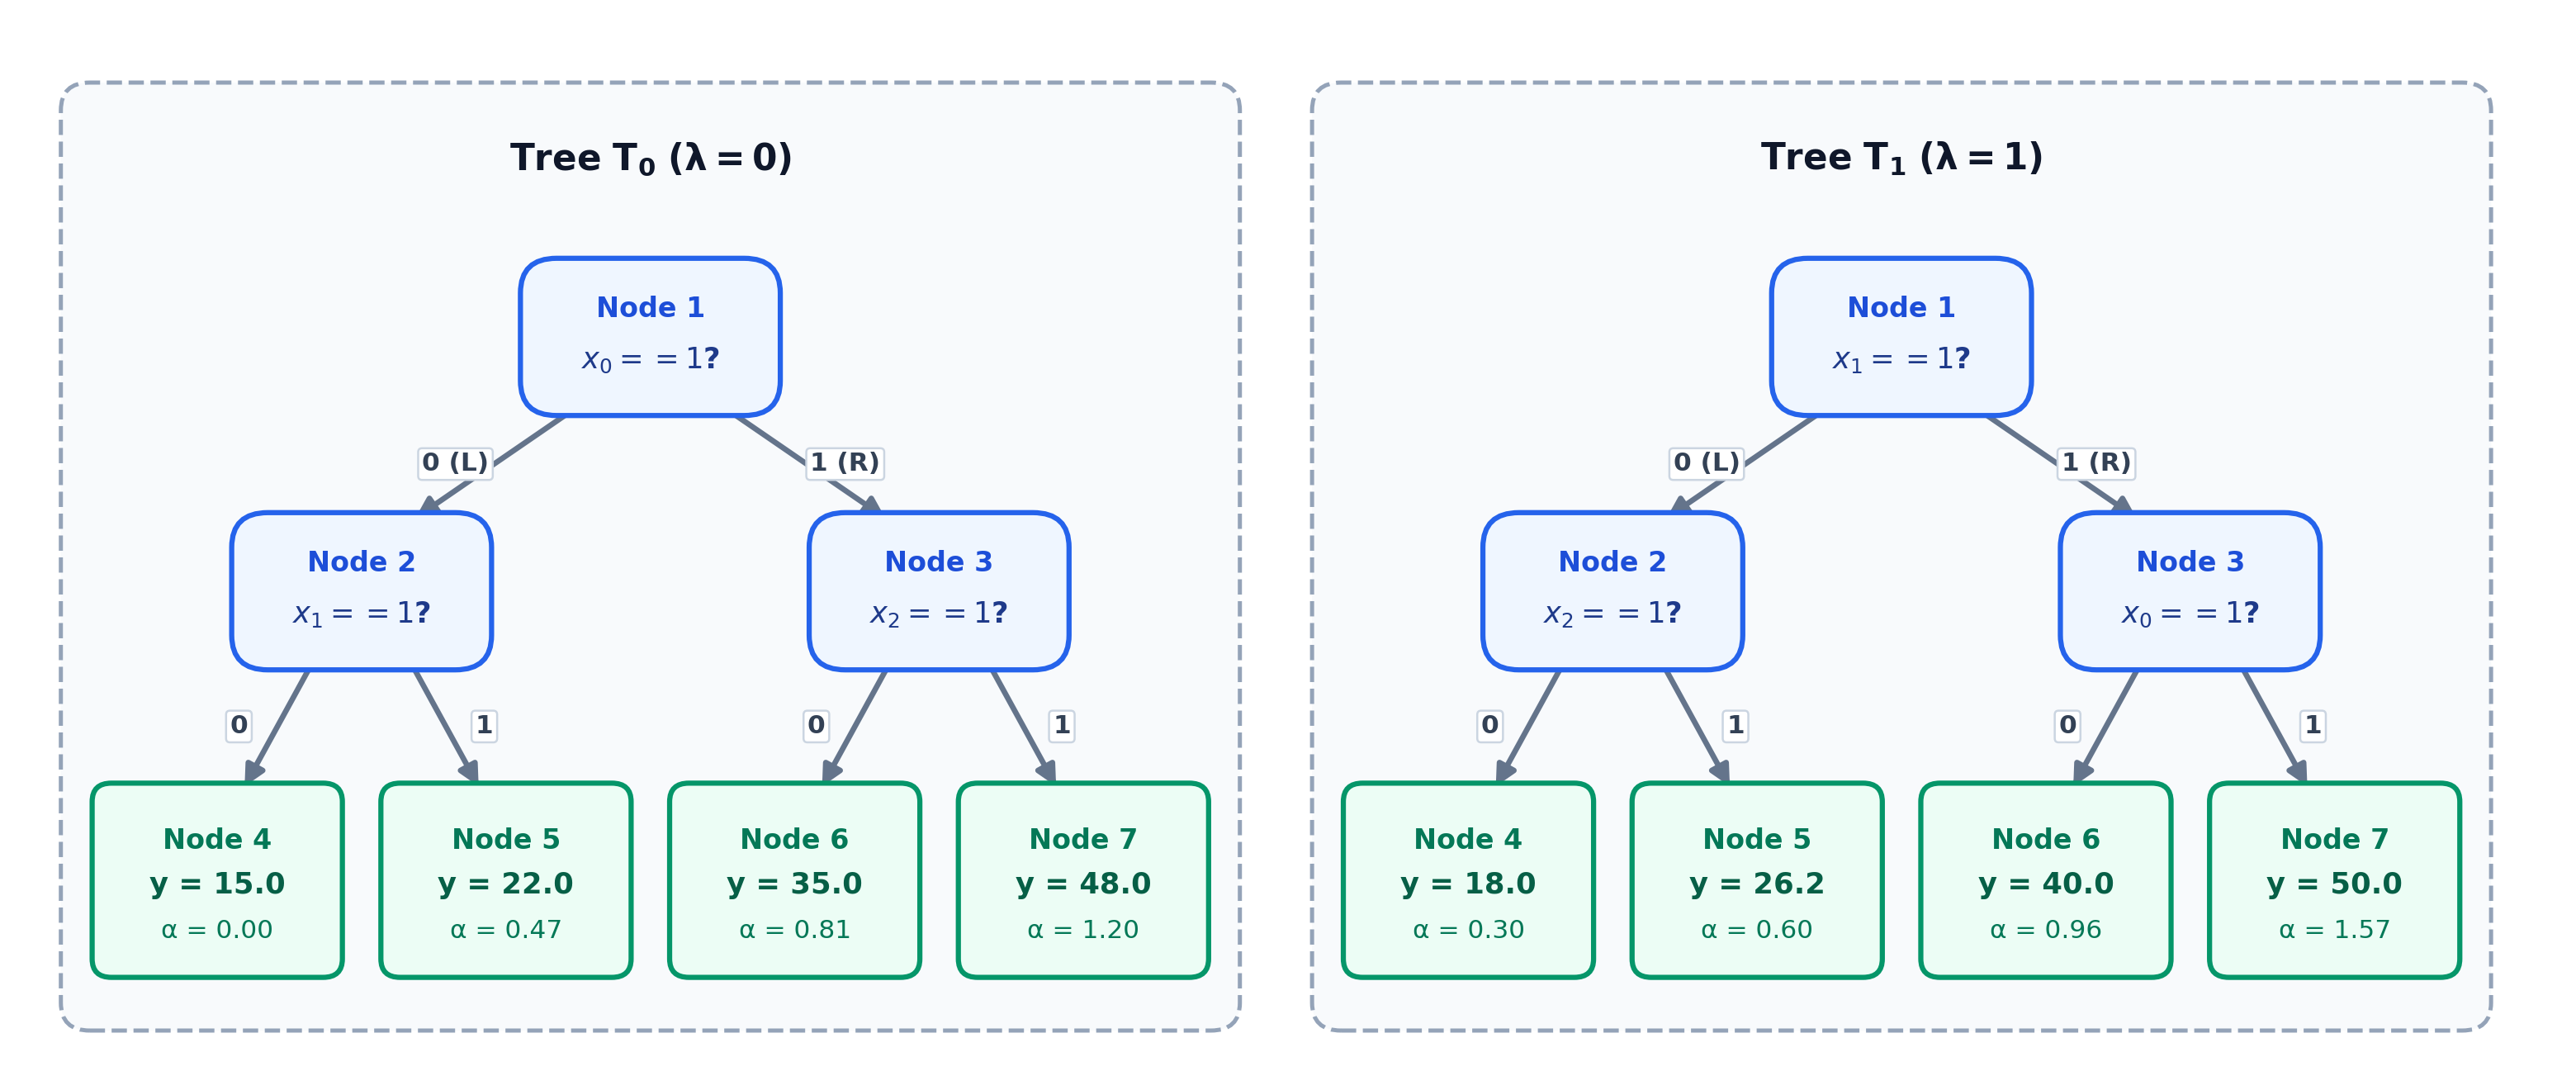 Tree T₀ (λ = 0)
Node 1
x₀ == 1?
0 (L)
1 (R)
Node 2
x₁ == 1?
Node 3
x₂ == 1?
0
1
0
1
Node 4
y = 15.0
α = 0.00
Node 5
y = 22.0
α = 0.47
Node 6
y = 35.0
α = 0.81
Node 7
y = 48.0
α = 1.20
Tree T₁ (λ = 1)
Node 1
x₁ == 1?
0 (L)
1 (R)
Node 2
x₂ == 1?
Node 3
x₀ == 1?
0
1
0
1
Node 4
y = 18.0
α = 0.30
Node 5
y = 26.2
α = 0.60
Node 6
y = 40.0
α = 0.96
Node 7
y = 50.0
α = 1.57